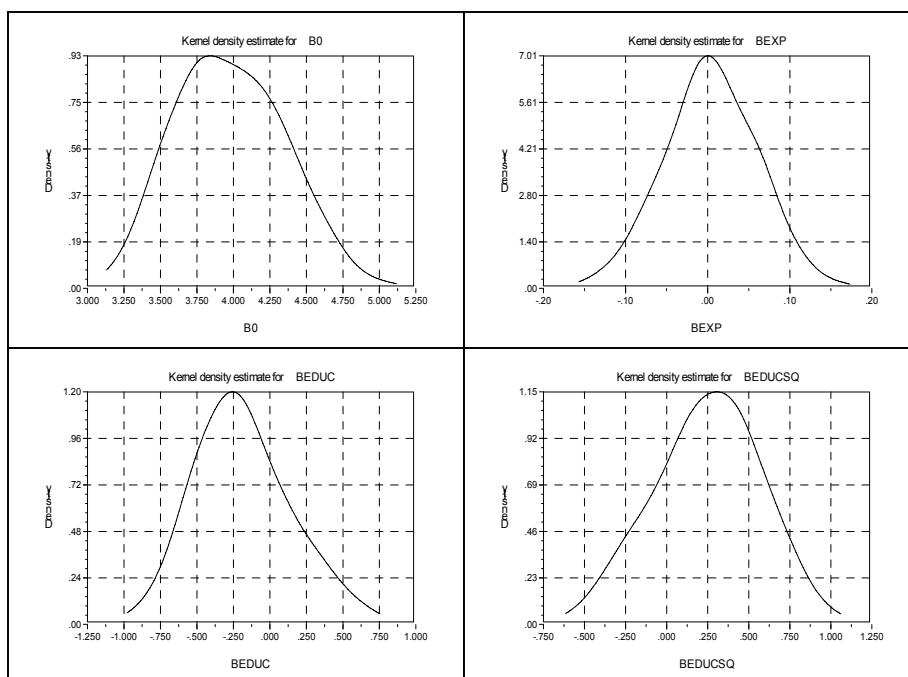 Kernel density estimate for B0
.93
.75
.56
.37
.19
.00
Density
3.000 3.250 3.500 3.750 4.000 4.250 4.500 4.750 5.000 5.250
B0
Kernel density estimate for BEXP
7.01
5.61
4.21
2.80
1.40
.00
Density
-.20 -.10 .00 .10 .20
BEXP
Kernel density estimate for BEDUC
1.20
.96
.72
.48
.24
.00
Density
-1.250 -1.000 -.750 -.500 -.250 .000 .250 .500 .750 1.000
BEDUC
Kernel density estimate for BEDUCSQ
1.15
.92
.69
.46
.23
.00
Density
-.750 -.500 -.250 .000 .250 .500 .750 1.000 1.250
BEDUCSQ